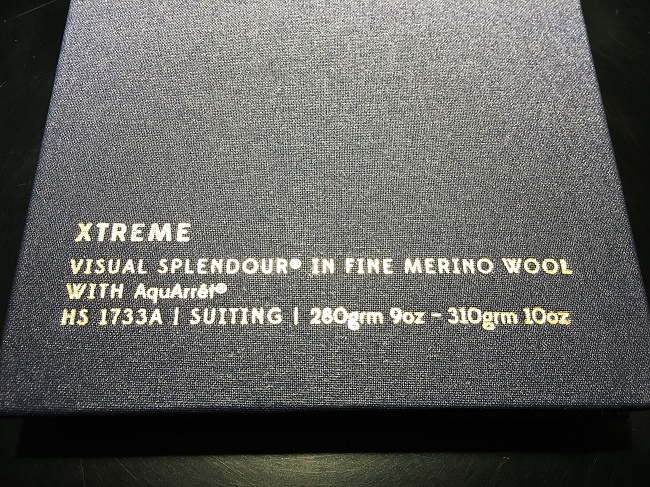 XTREME
VISUAL SPLENDOUR® IN FINE MERINO WOOL
WITH AquArrêt®
HS 1733A | SUITING | 280grm 9oz - 310grm 10oz